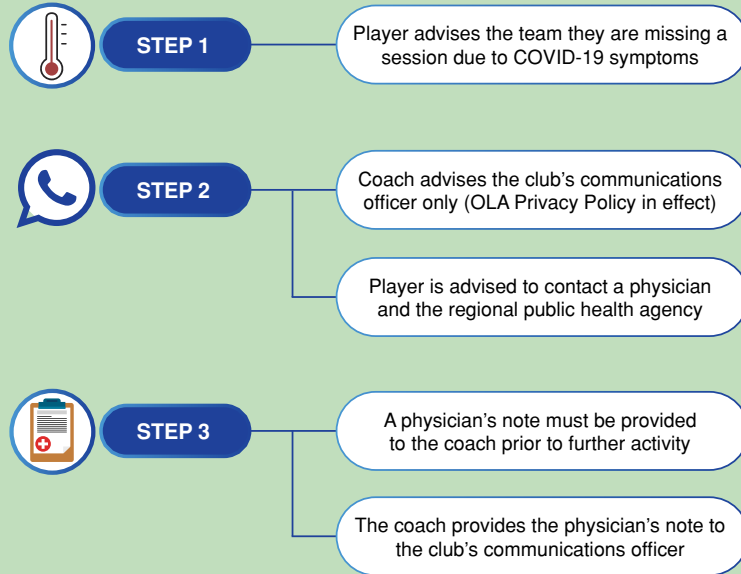 STEP 1
Player advises the team they are missing a
session due to COVID-19 symptoms
STEP 2
Coach advises the club's communications
officer only (OLA Privacy Policy in effect)
Player is advised to contact a physician
and the regional public health agency
STEP 3
A physician's note must be provided
to the coach prior to further activity
The coach provides the physician's note to
the club's communications officer